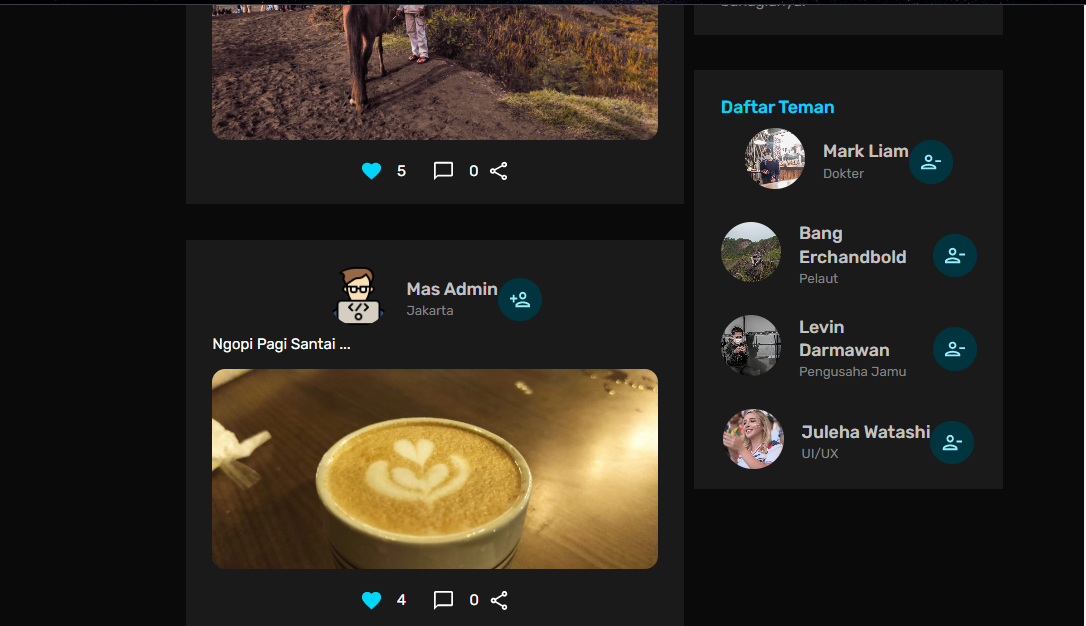 5
0
Mas Admin
Jakarta
Ngopi Pagi Santai ...
4
0
Daftar Teman
Mark Liam
Dokter
Bang
Erchandbold
Pelaut
Levin
Darmawan
Pengusaha Jamu
Juleha Watashi
UI/UX